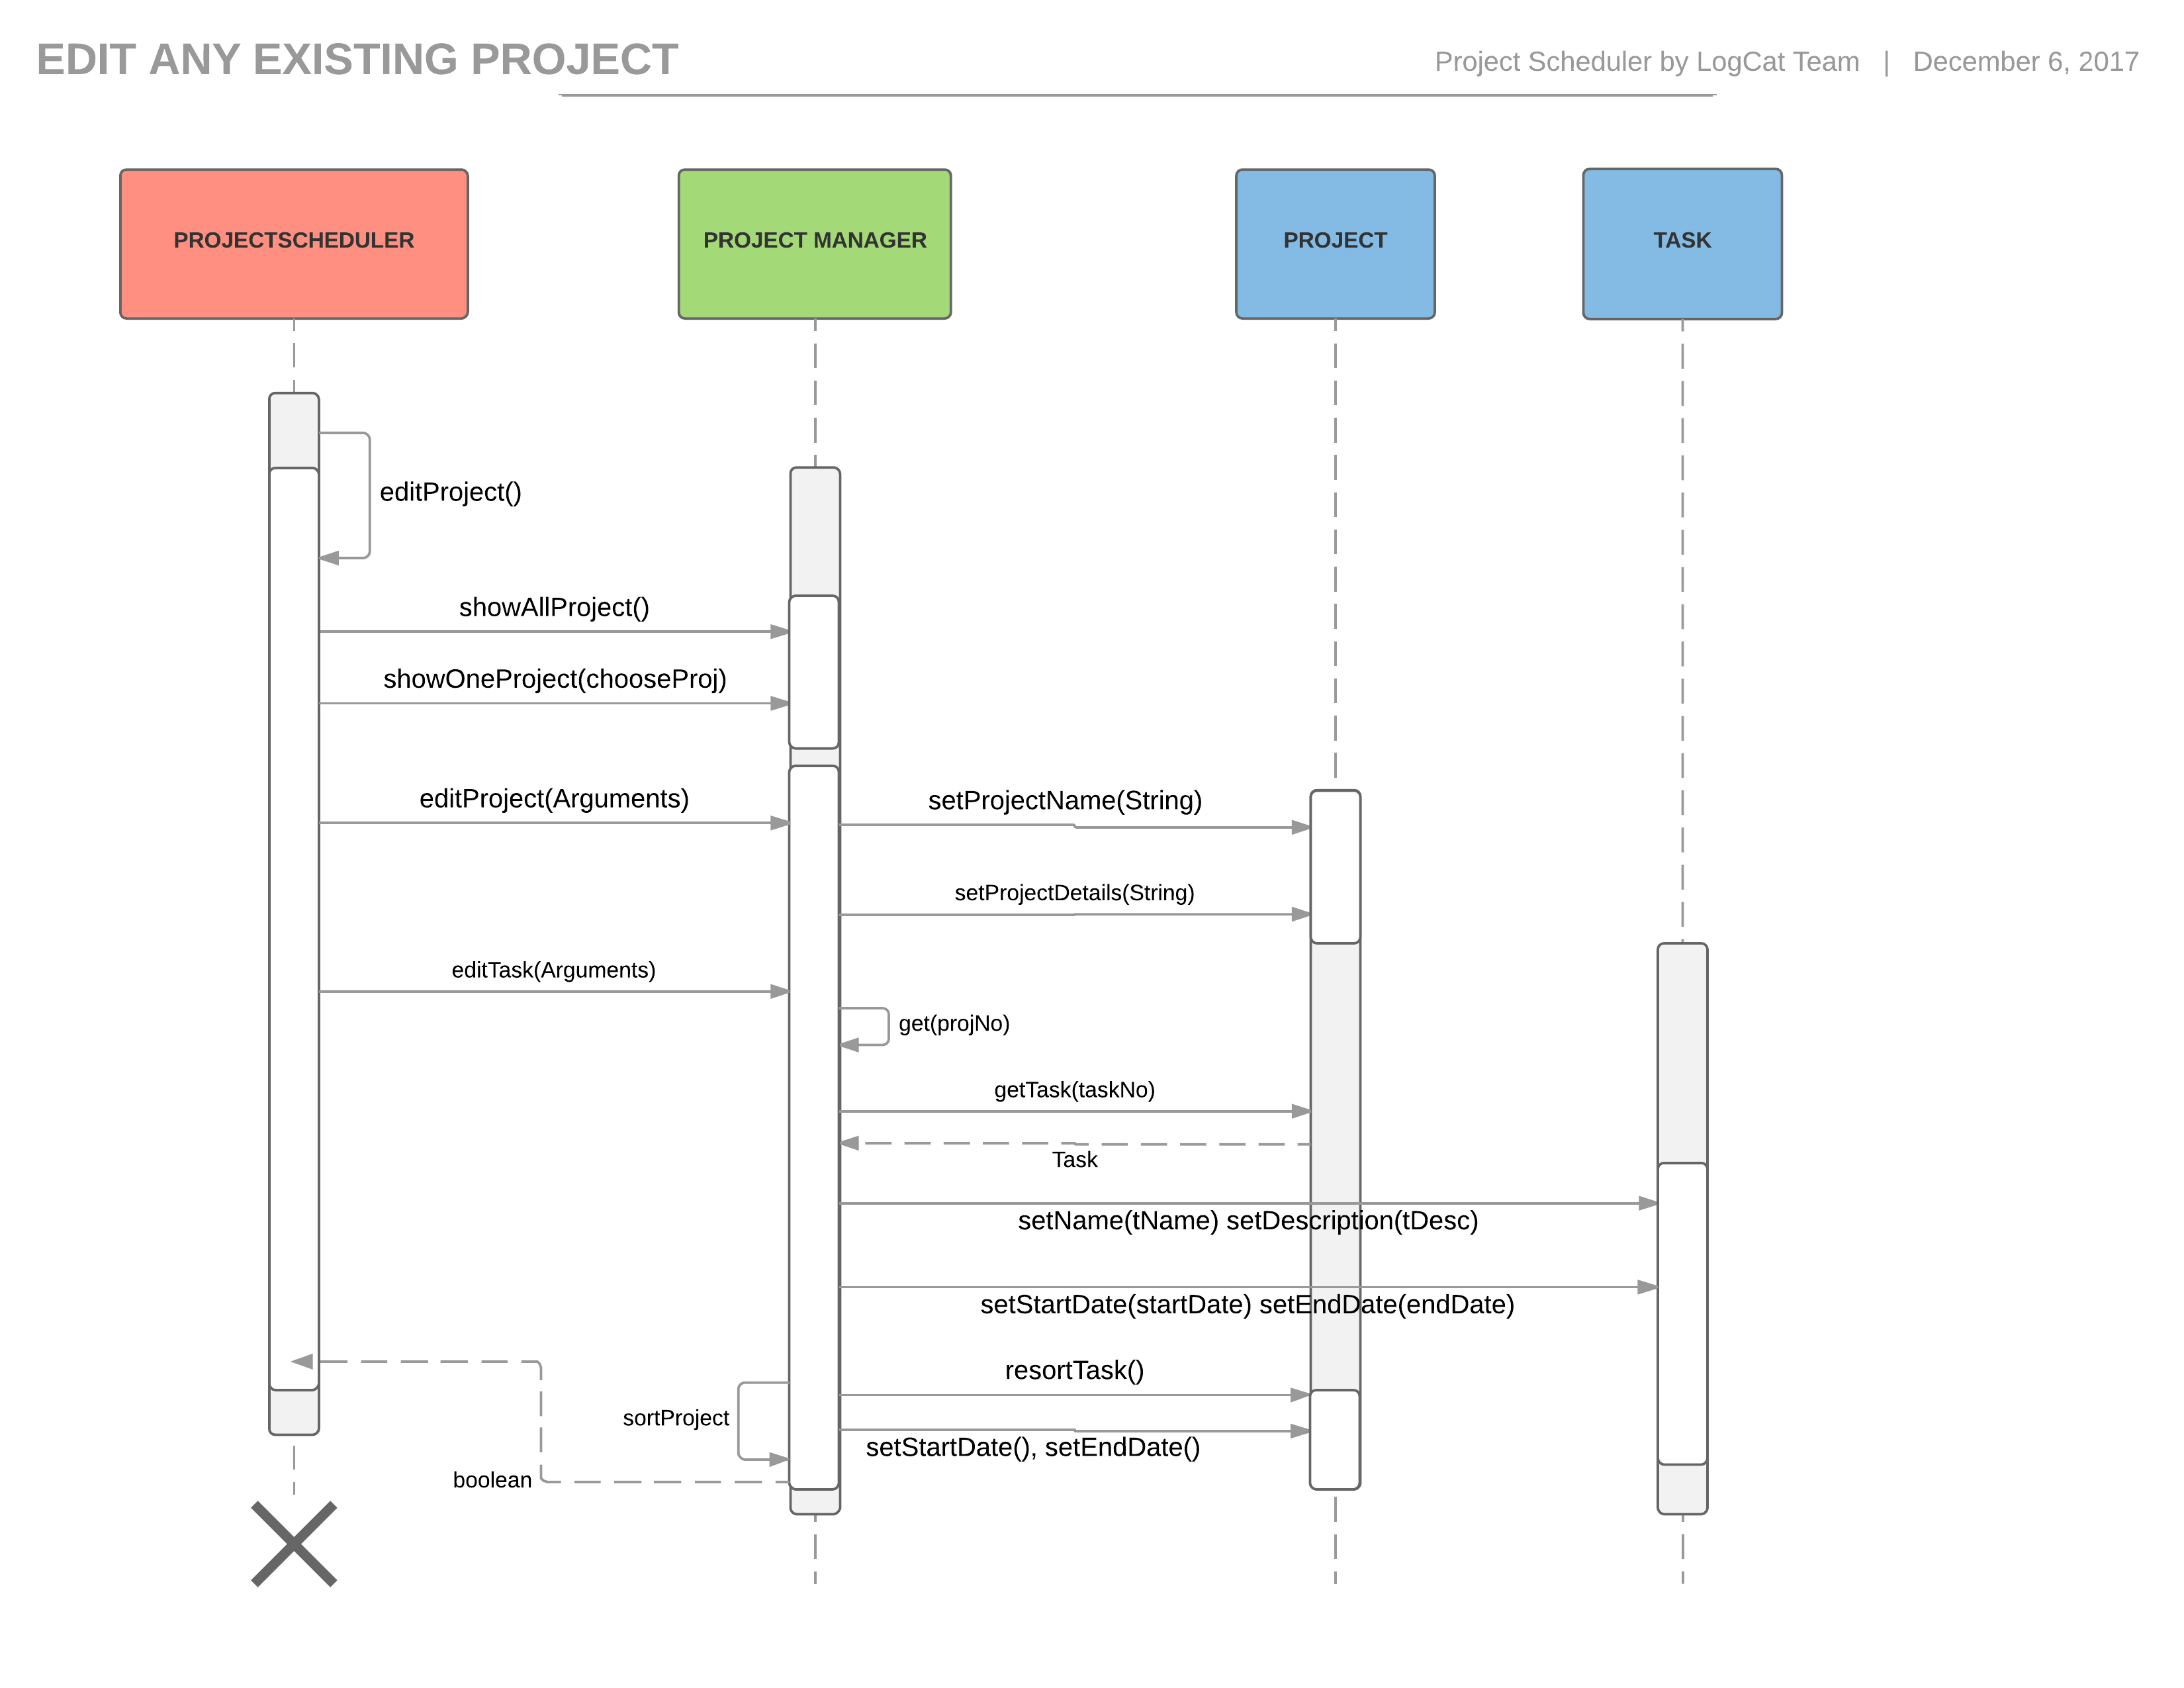 EDIT ANY EXISTING PROJECT
Project Scheduler by LogCat Team | December 6, 2017
PROJECTSCHEDULER
PROJECT MANAGER
PROJECT
TASK
editProject()
showAllProject()
showOneProject(chooseProj)
editProject(Arguments)
setProjectName(String)
setProjectDetails(String)
editTask(Arguments)
get(projNo)
getTask(taskNo)
Task
setName(tName) setDescription(tDesc)
setStartDate(startDate) setEndDate(endDate)
resortTask()
sortProject
setStartDate(), setEndDate()
boolean